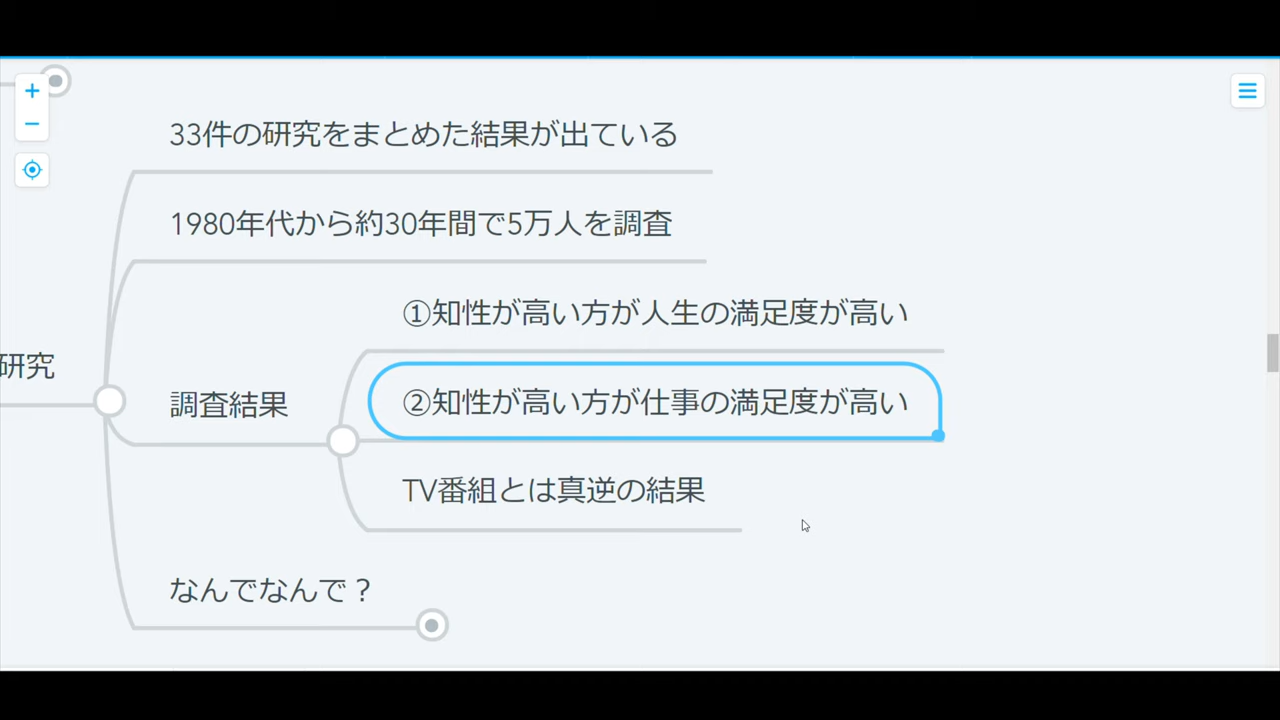 33件の研究をまとめた結果が出ている
1980年代から約30年間で5万人を調査
①知性が高い方が人生の満足度が高い
研究
調査結果
②知性が高い方が仕事の満足度が高い
TV番組とは真逆の結果
なんでなんで？